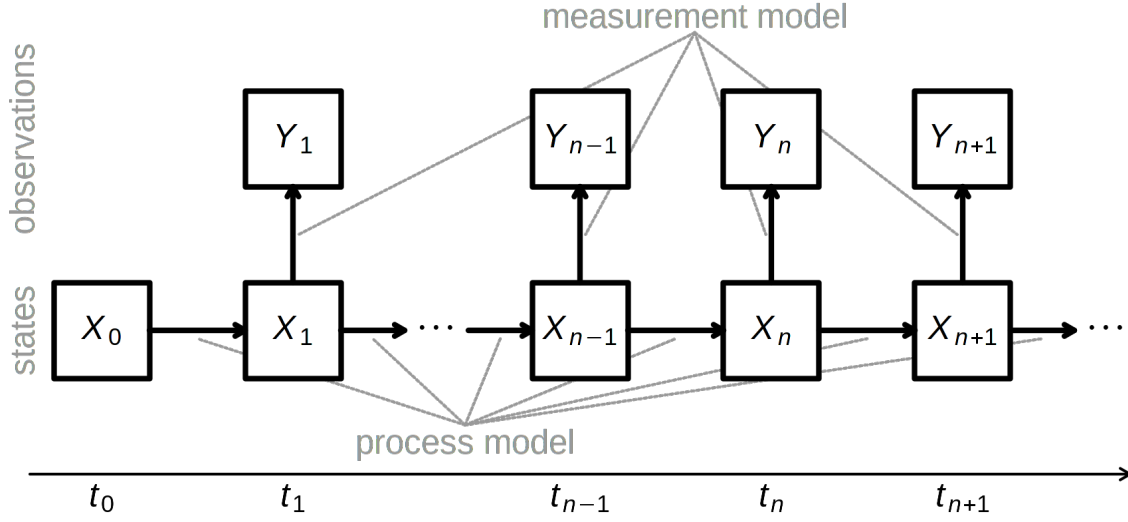 measurement model
observations
Y₁ Yₙ₋₁ Yₙ Yₙ₊₁
states
X₀ X₁ ··· Xₙ₋₁ Xₙ Xₙ₊₁ ···
process model
t₀ t₁ tₙ₋₁ tₙ tₙ₊₁